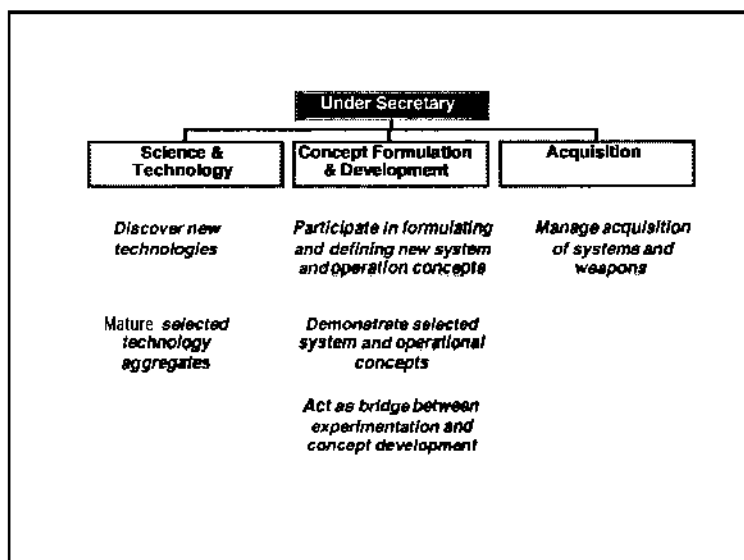 Under Secretary
Science &
Technology
Concept Formulation
& Development
Acquisition
Discover new
technologies
Mature selected
technology
aggregates
Participate in formulating
and defining new system
and operation concepts
Demonstrate selected
system and operational
concepts
Act as bridge between
experimentation and
concept development
Manage acquisition
of systems and
weapons